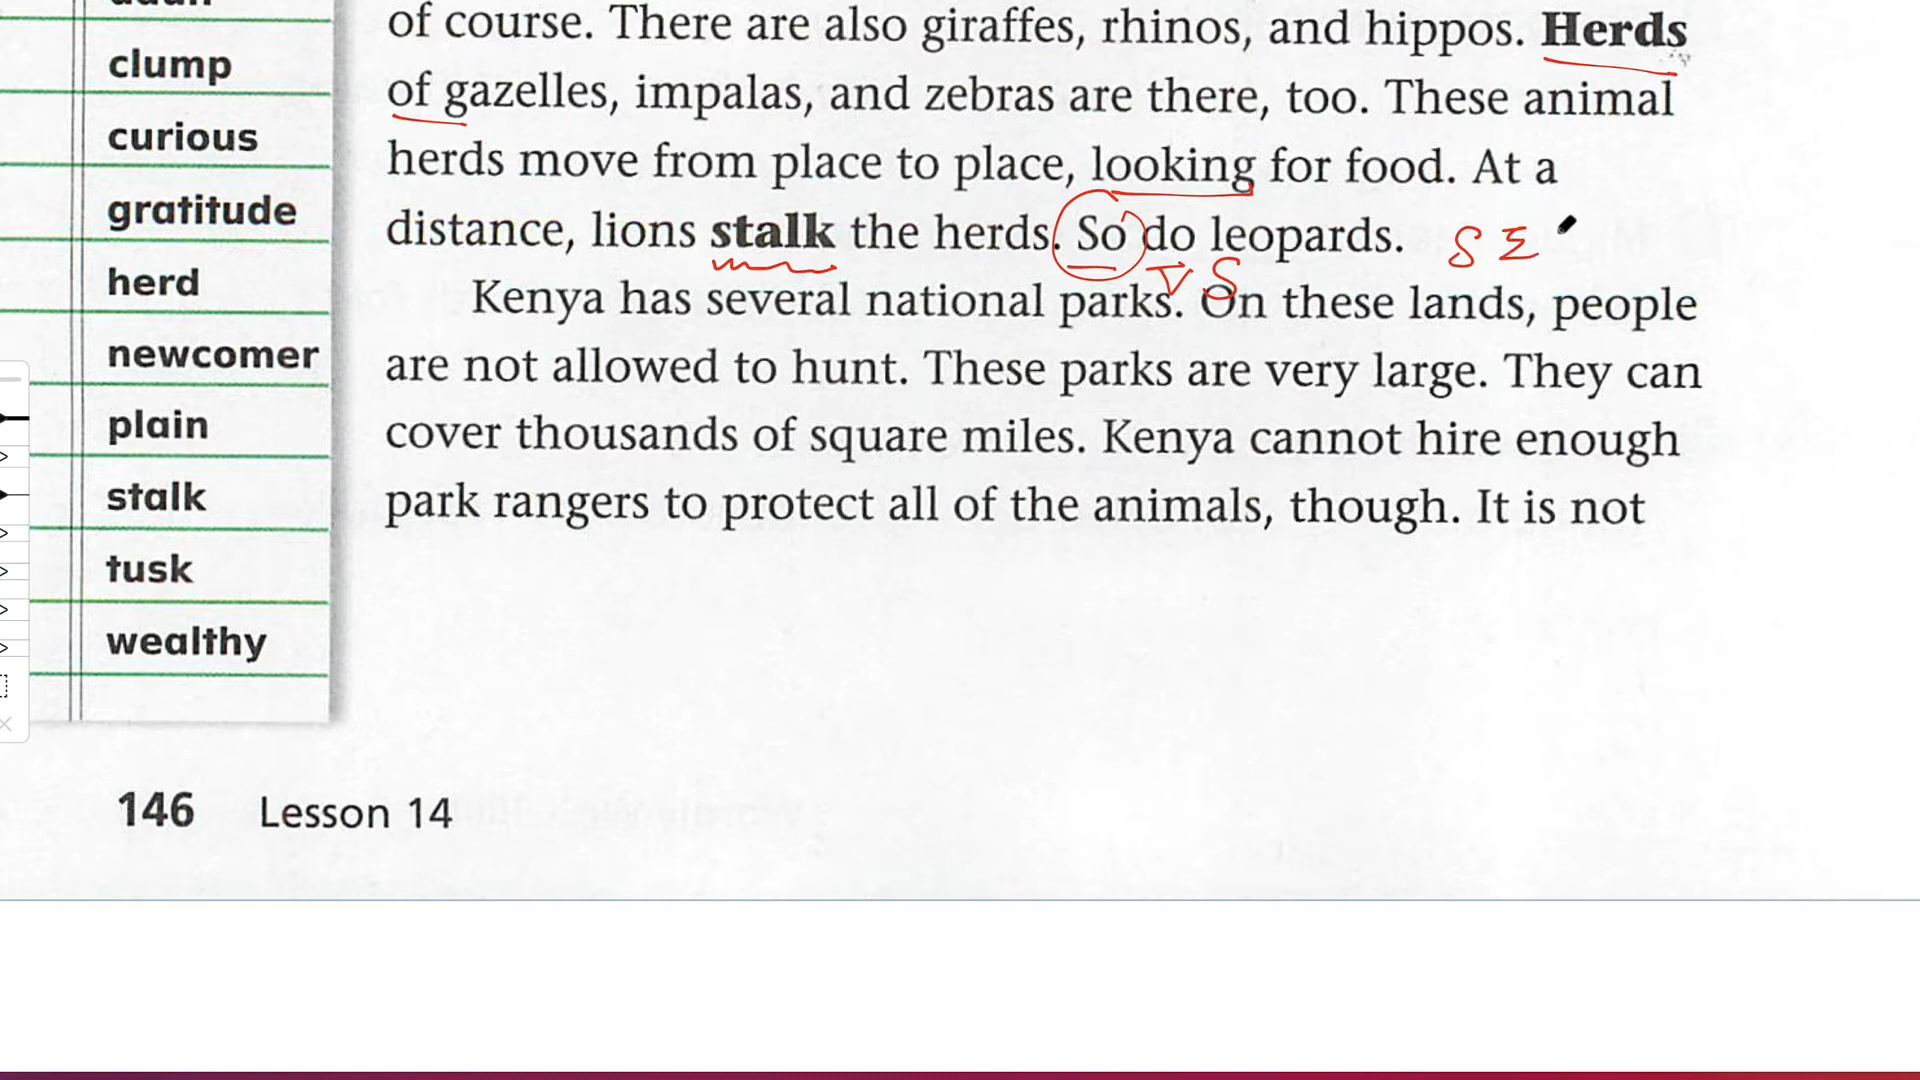 clump
curious
gratitude
herd
newcomer
plain
stalk
tusk
wealthy
of course. There are also giraffes, rhinos, and hippos. Herds
of gazelles, impalas, and zebras are there, too. These animal
herds move from place to place, looking for food. At a
distance, lions stalk the herds. So do leopards.
V S
Kenya has several national parks. On these lands, people
are not allowed to hunt. These parks are very large. They can
cover thousands of square miles. Kenya cannot hire enough
park rangers to protect all of the animals, though. It is not
146 Lesson 14